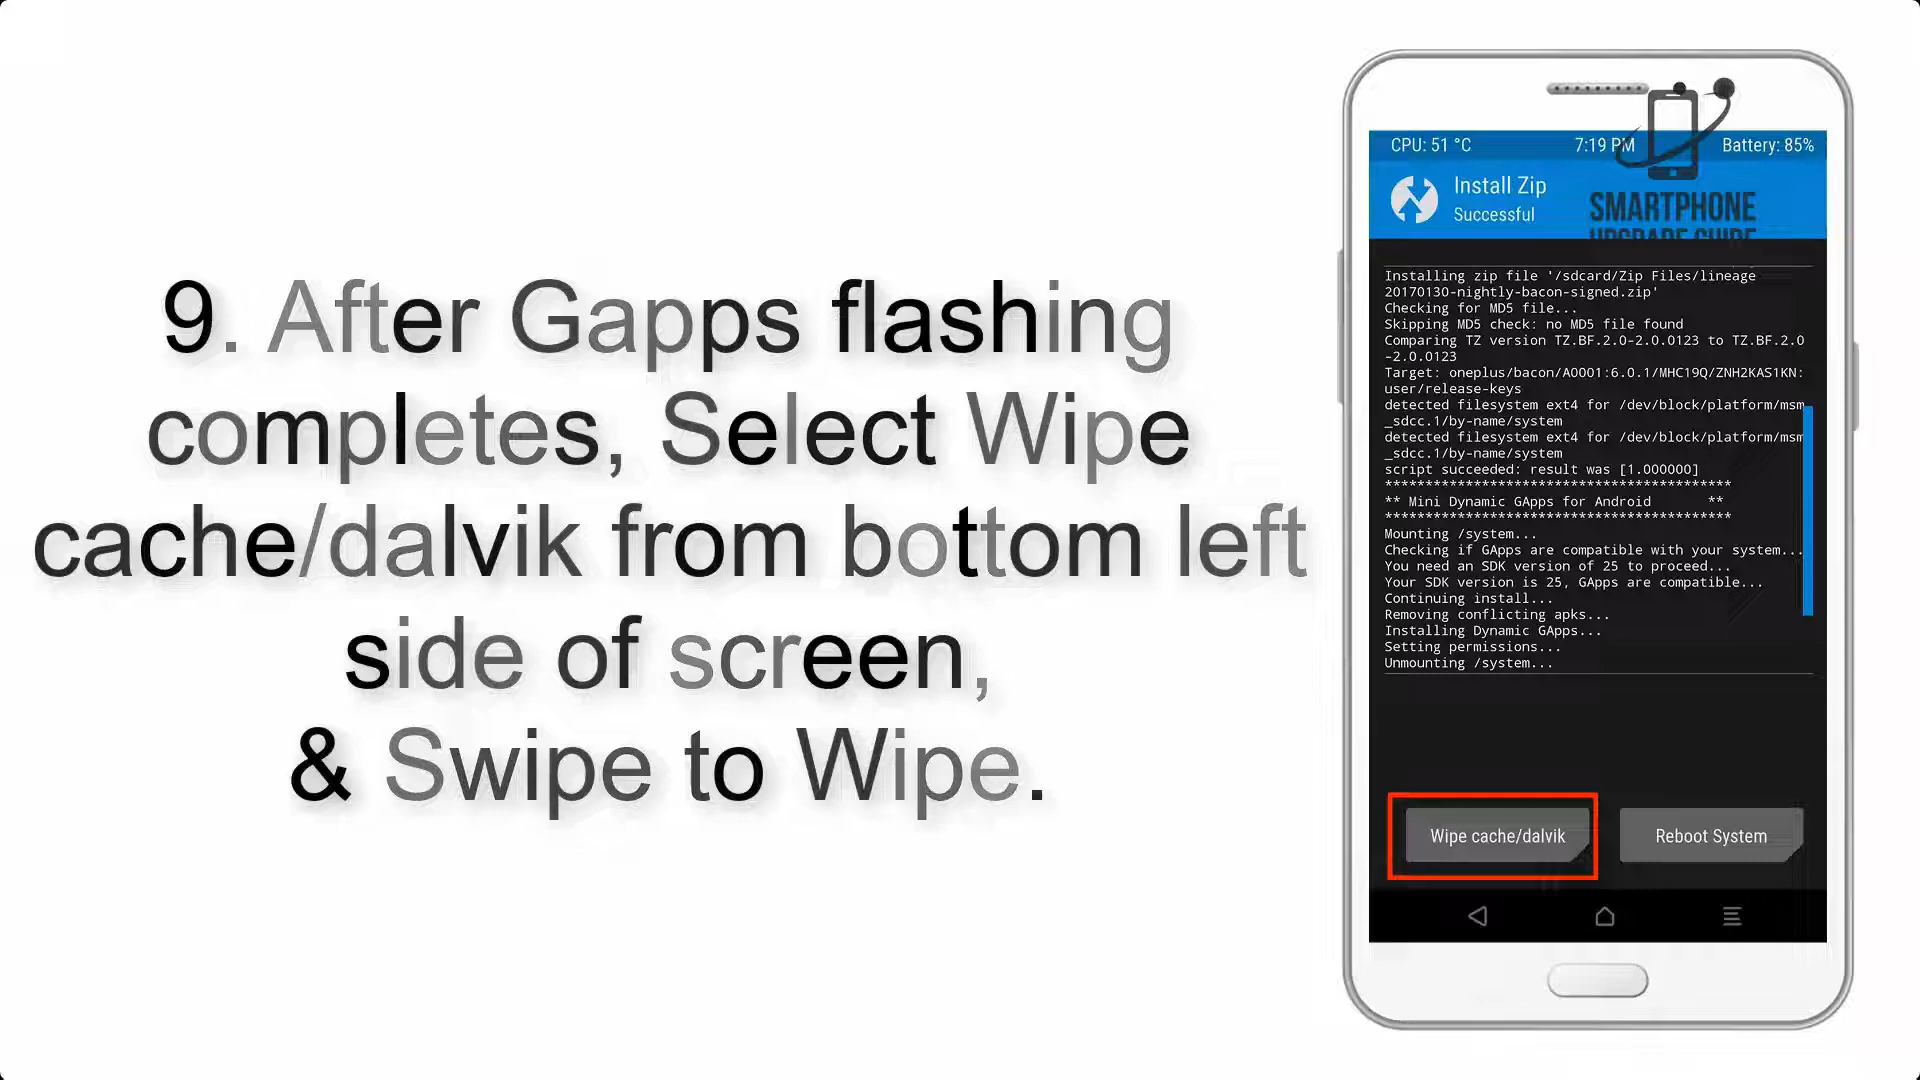 9. After Gapps flashing
completes, Select Wipe
cache/dalvik from bottom left
side of screen,
& Swipe to Wipe.
CPU: 51 °C 7:19 PM Battery: 85%
Install Zip
Successful
SMARTPHONE
UPGRADE GUIDE
Installing zip file '/sdcard/Zip Files/lineage
20170130-nightly-bacon-signed.zip'
Checking for MD5 file...
Skipping MD5 check: no MD5 file found
Comparing TZ version TZ.BF.2.0-2.0.0123 to TZ.BF.2.0
-2.0.0123
Target: oneplus/bacon/A0001:6.0.1/MHC19Q/ZNH2KAS1KN:
user/release-keys
detected filesystem ext4 for /dev/block/platform/msm
_sdcc.1/by-name/system
detected filesystem ext4 for /dev/block/platform/msm
_sdcc.1/by-name/system
script succeeded: result was [1.000000]
*******************************************
** Mini Dynamic GApps for Android **
*******************************************
Mounting /system...
Checking if GApps are compatible with your system...
You need an SDK version of 25 to proceed...
Your SDK version is 25, GApps are compatible...
Continuing install...
Removing conflicting apks...
Installing Dynamic GApps...
Setting permissions...
Unmounting /system...
Wipe cache/dalvik Reboot System